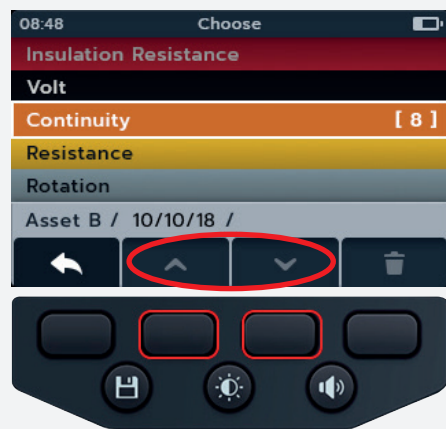 08:48 Choose
Insulation Resistance
Volt
Continuity [ 8 ]
Resistance
Rotation
Asset B / 10/10/18 /